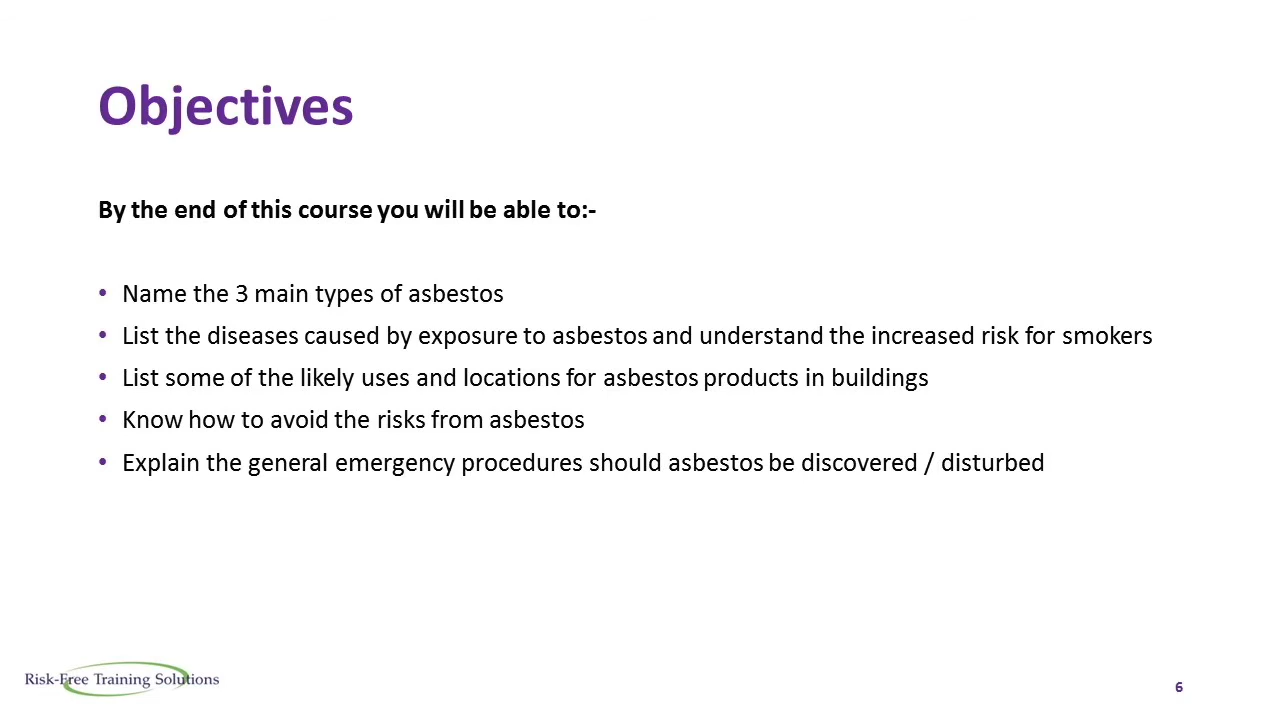 Objectives
By the end of this course you will be able to:-
• Name the 3 main types of asbestos
• List the diseases caused by exposure to asbestos and understand the increased risk for smokers
• List some of the likely uses and locations for asbestos products in buildings
• Know how to avoid the risks from asbestos
• Explain the general emergency procedures should asbestos be discovered / disturbed
Risk-Free Training Solutions
6